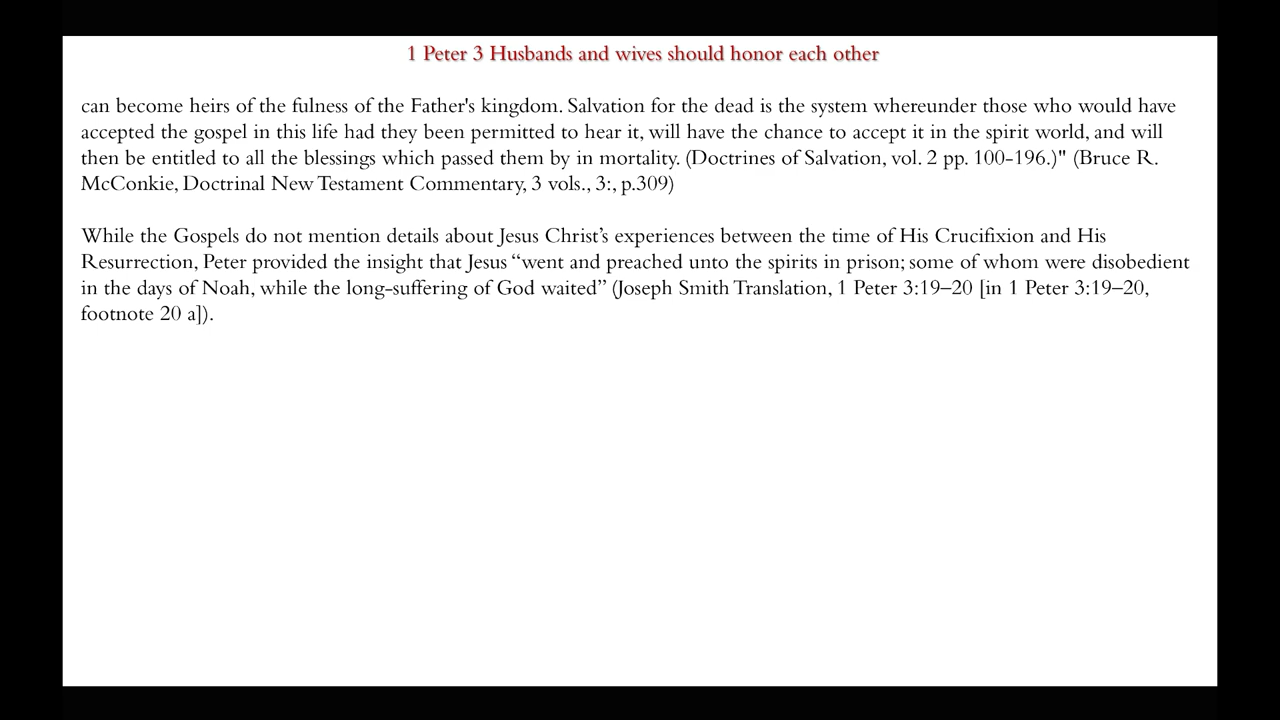 1 Peter 3 Husbands and wives should honor each other
can become heirs of the fulness of the Father's kingdom. Salvation for the dead is the system whereunder those who would have
accepted the gospel in this life had they been permitted to hear it, will have the chance to accept it in the spirit world, and will
then be entitled to all the blessings which passed them by in mortality. (Doctrines of Salvation, vol. 2 pp. 100-196.)" (Bruce R.
McConkie, Doctrinal New Testament Commentary, 3 vols., 3:, p.309)
While the Gospels do not mention details about Jesus Christ’s experiences between the time of His Crucifixion and His
Resurrection, Peter provided the insight that Jesus “went and preached unto the spirits in prison; some of whom were disobedient
in the days of Noah, while the long-suffering of God waited” (Joseph Smith Translation, 1 Peter 3:19–20 [in 1 Peter 3:19–20,
footnote 20 a]).